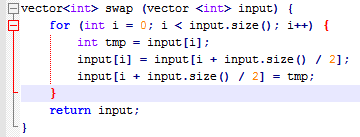 vector<int> swap (vector <int> input) {
for (int i = 0; i < input.size(); i++) {
int tmp = input[i];
input[i] = input[i + input.size() / 2];
input[i + input.size() / 2] = tmp;
}
return input;
}